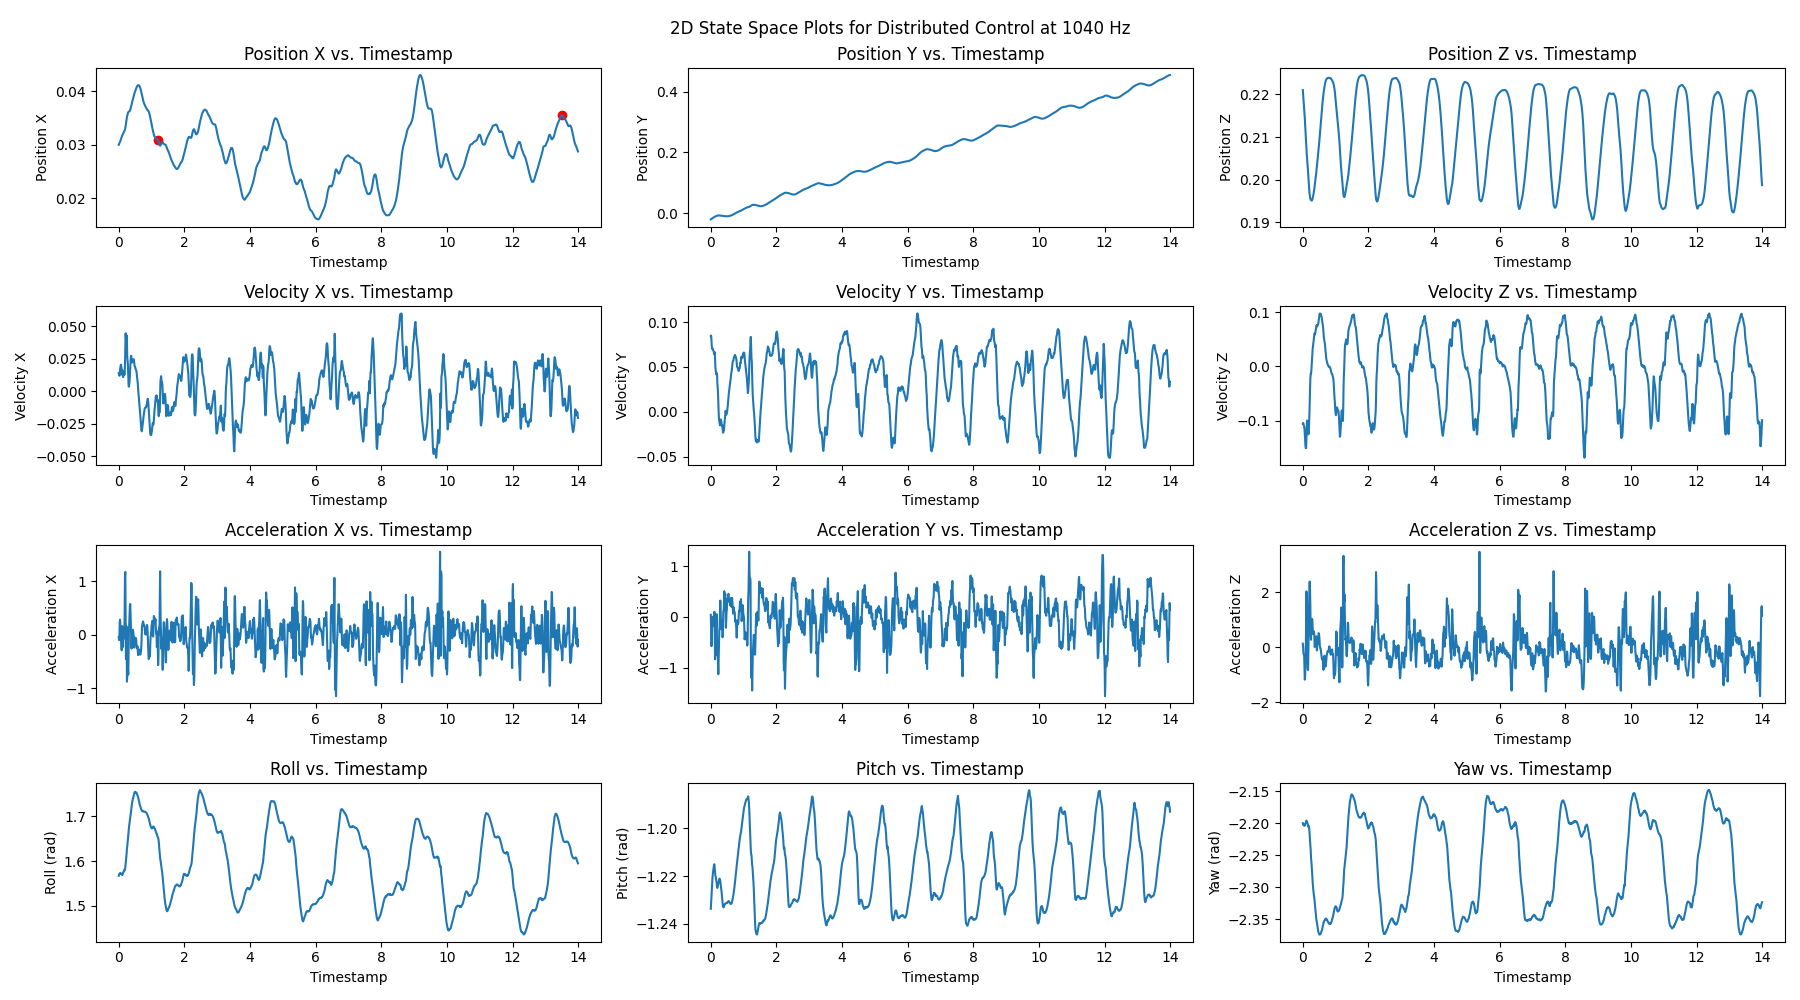 2D State Space Plots for Distributed Control at 1040 Hz
Position X vs. Timestamp
Position X
0.04
0.03
0.02
0 2 4 6 8 10 12 14
Timestamp
Position Y vs. Timestamp
Position Y
0.4
0.2
0.0
0 2 4 6 8 10 12 14
Timestamp
Position Z vs. Timestamp
Position Z
0.22
0.21
0.20
0.19
0 2 4 6 8 10 12 14
Timestamp
Velocity X vs. Timestamp
Velocity X
0.050
0.025
0.000
−0.025
−0.050
0 2 4 6 8 10 12 14
Timestamp
Velocity Y vs. Timestamp
Velocity Y
0.10
0.05
0.00
−0.05
0 2 4 6 8 10 12 14
Timestamp
Velocity Z vs. Timestamp
Velocity Z
0.1
0.0
−0.1
0 2 4 6 8 10 12 14
Timestamp
Acceleration X vs. Timestamp
Acceleration X
1
0
−1
0 2 4 6 8 10 12 14
Timestamp
Acceleration Y vs. Timestamp
Acceleration Y
1
0
−1
0 2 4 6 8 10 12 14
Timestamp
Acceleration Z vs. Timestamp
Acceleration Z
2
0
−2
0 2 4 6 8 10 12 14
Timestamp
Roll vs. Timestamp
Roll (rad)
1.7
1.6
1.5
0 2 4 6 8 10 12 14
Timestamp
Pitch vs. Timestamp
Pitch (rad)
−1.20
−1.22
−1.24
0 2 4 6 8 10 12 14
Timestamp
Yaw vs. Timestamp
Yaw (rad)
−2.15
−2.20
−2.25
−2.30
−2.35
0 2 4 6 8 10 12 14
Timestamp